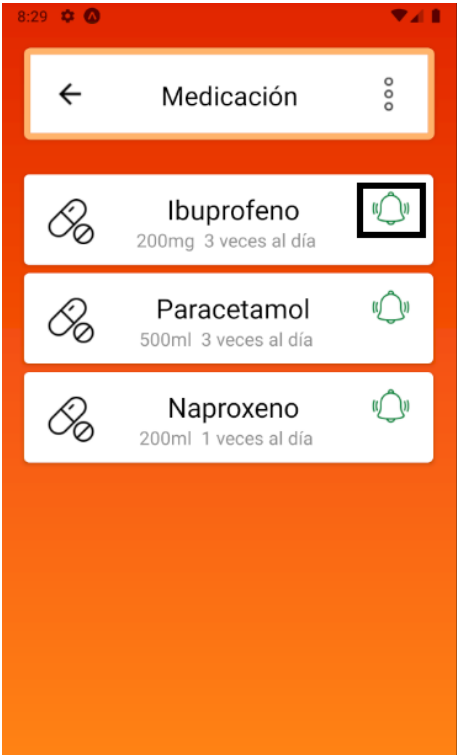 8:29
Medicación
Ibuprofeno
200mg 3 veces al día
Paracetamol
500ml 3 veces al día
Naproxeno
200ml 1 veces al día